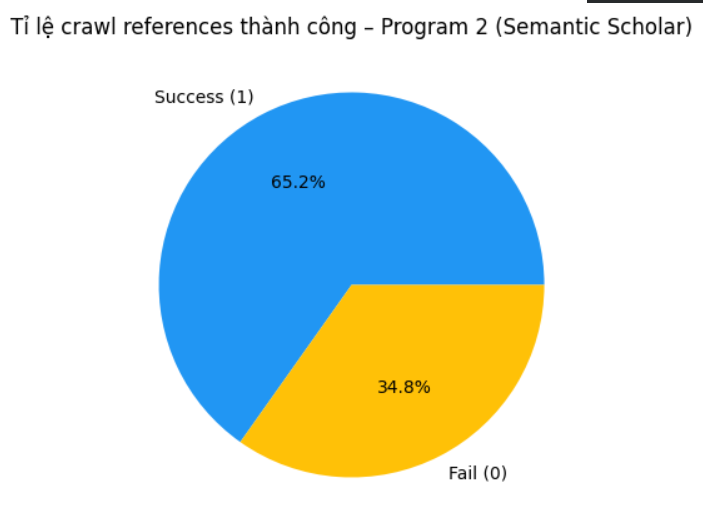 Tỉ lệ crawl references thành công – Program 2 (Semantic Scholar)
Success (1)
65.2%
34.8%
Fail (0)